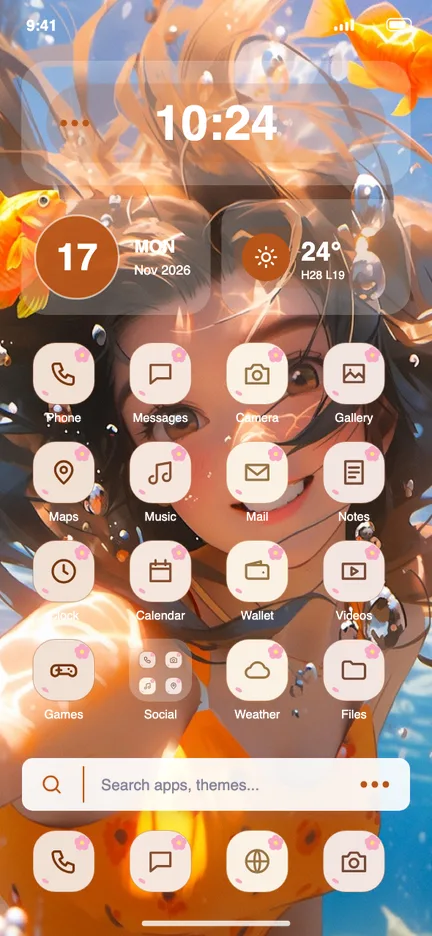 9:41
10:24
17
MON
Nov 2026
24°
H28 L19
Phone Messages Camera Gallery
Maps Music Mail Notes
Clock Calendar Wallet Videos
Games Social Weather Files
Search apps, themes...